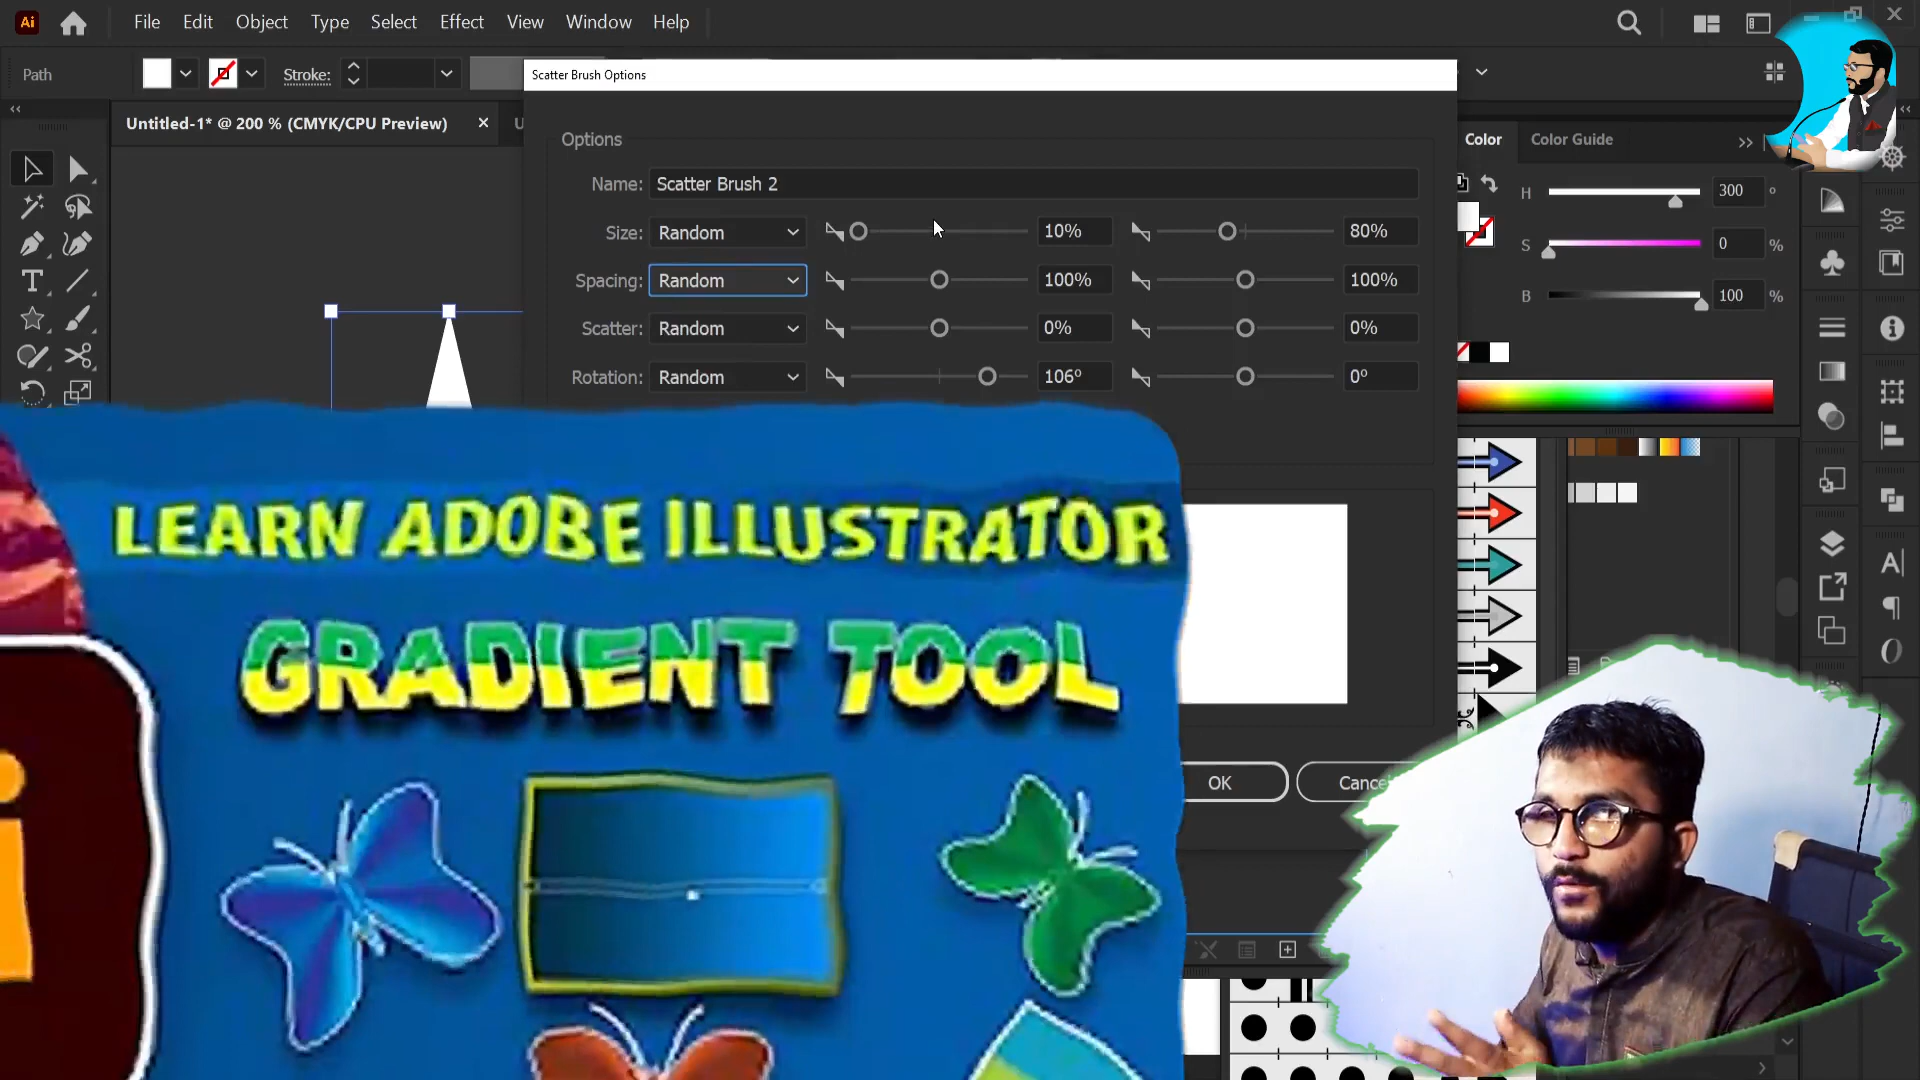 Ai File Edit Object Type Select Effect View Window Help
Path Stroke:
Scatter Brush Options
Untitled-1* @ 200 % (CMYK/CPU Preview) × U
Options
Name: Scatter Brush 2
Size: Random 10% 80%
Spacing: Random 100% 100%
Scatter: Random 0% 0%
Rotation: Random 106° 0°
Color Color Guide
H 300 °
S 0 %
B 100 %
LEARN ADOBE ILLUSTRATOR
GRADIENT TOOL
OK Cancel